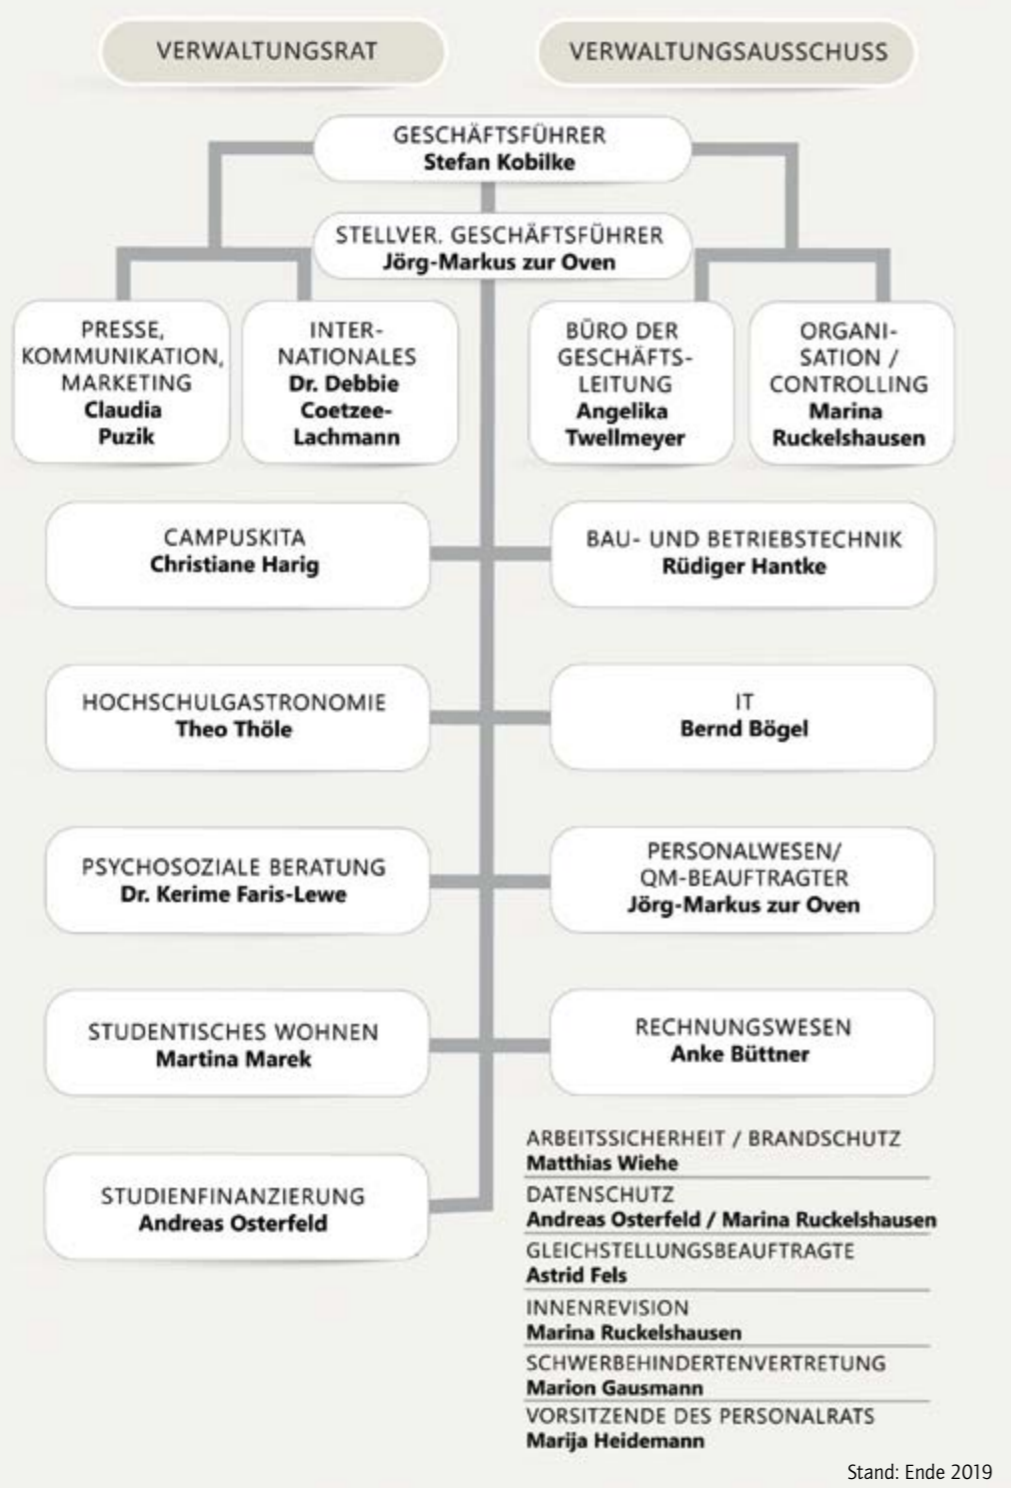 VERWALTUNGSRAT
VERWALTUNGSAUSSCHUSS
GESCHÄFTSFÜHRER
Stefan Kobilke
STELLVER. GESCHÄFTSFÜHRER
Jörg-Markus zur Oven
PRESSE,
KOMMUNIKATION,
MARKETING
Claudia
Puzik
INTER-
NATIONALES
Dr. Debbie
Coetzee-
Lachmann
BÜRO DER
GESCHÄFTS-
LEITUNG
Angelika
Twellmeyer
ORGANI-
SATION /
CONTROLLING
Marina
Ruckelshausen
CAMPUSKITA
Christiane Harig
BAU- UND BETRIEBSTECHNIK
Rüdiger Hantke
HOCHSCHULGASTRONOMIE
Theo Thöle
IT
Bernd Bögel
PSYCHOSOZIALE BERATUNG
Dr. Kerime Faris-Lewe
PERSONALWESEN/
QM-BEAUFTRAGTER
Jörg-Markus zur Oven
STUDENTISCHES WOHNEN
Martina Marek
RECHNUNGSWESEN
Anke Büttner
STUDIENFINANZIERUNG
Andreas Osterfeld
ARBEITSSICHERHEIT / BRANDSCHUTZ
Matthias Wiehe
DATENSCHUTZ
Andreas Osterfeld / Marina Ruckelshausen
GLEICHSTELLUNGSBEAUFTRAGTE
Astrid Fels
INNENREVISION
Marina Ruckelshausen
SCHWERBEHINDERTENVERTRETUNG
Marion Gausmann
VORSITZENDE DES PERSONALRATS
Marija Heidemann
Stand: Ende 2019